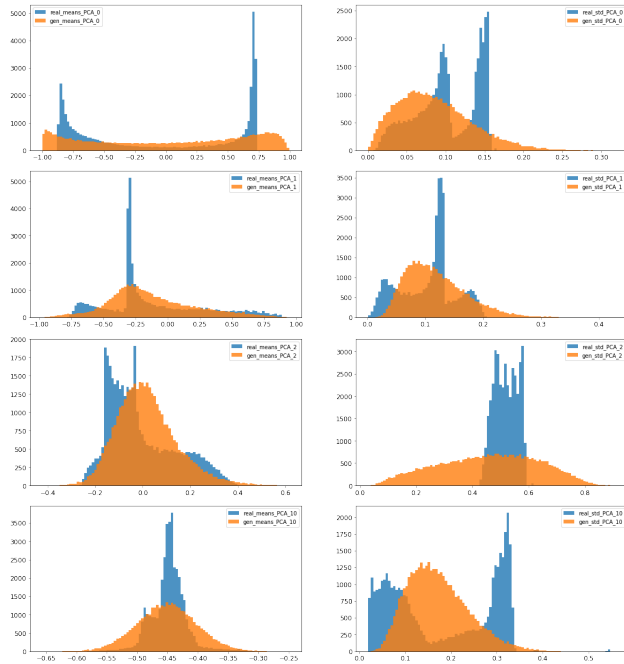 real_means_PCA_0
gen_means_PCA_0
5000
4000
3000
2000
1000
0
−1.00 −0.75 −0.50 −0.25 0.00 0.25 0.50 0.75 1.00
real_std_PCA_0
gen_std_PCA_0
2500
2000
1500
1000
500
0
0.00 0.05 0.10 0.15 0.20 0.25 0.30
real_means_PCA_1
gen_means_PCA_1
5000
4000
3000
2000
1000
0
−1.00 −0.75 −0.50 −0.25 0.00 0.25 0.50 0.75 1.00
real_std_PCA_1
gen_std_PCA_1
3500
3000
2500
2000
1500
1000
500
0
0.0 0.1 0.2 0.3 0.4
real_means_PCA_2
gen_means_PCA_2
2000
1750
1500
1250
1000
750
500
250
0
−0.4 −0.2 0.0 0.2 0.4 0.6
real_std_PCA_2
gen_std_PCA_2
3000
2500
2000
1500
1000
500
0
0.0 0.2 0.4 0.6 0.8
real_means_PCA_10
gen_means_PCA_10
3500
3000
2500
2000
1500
1000
500
0
−0.65 −0.60 −0.55 −0.50 −0.45 −0.40 −0.35 −0.30 −0.25
real_std_PCA_10
gen_std_PCA_10
2000
1750
1500
1250
1000
750
500
250
0
0.0 0.1 0.2 0.3 0.4 0.5